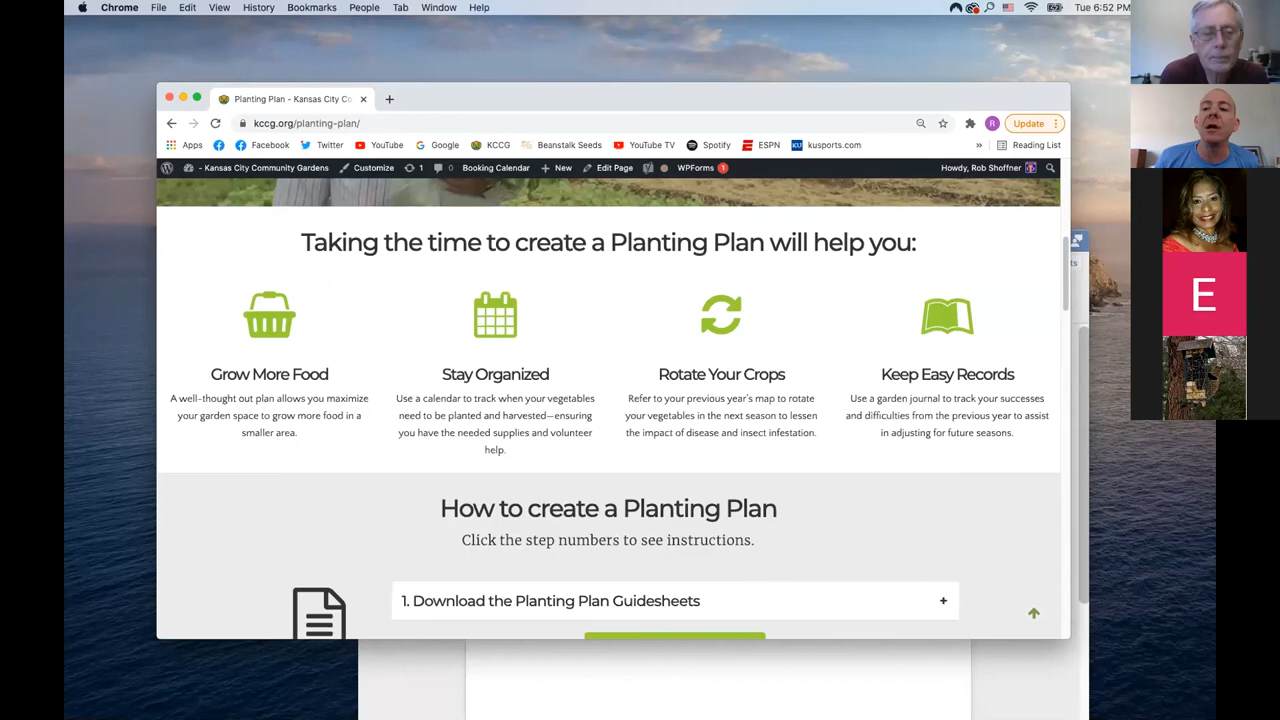 Chrome File Edit View History Bookmarks People Tab Window Help Tue 6:52 PM
Planting Plan - Kansas City Co
kccg.org/planting-plan/ R Update
Apps Facebook Twitter YouTube Google KCCG Beanstalk Seeds YouTube TV Spotify ESPN kusports.com » Reading List
- Kansas City Community Gardens Customize 1 0 New Booking Calendar Edit Page WPForms 1 Howdy, Rob Shoffner
Taking the time to create a Planting Plan will help you:
E
ts
Grow More Food
A well-thought out plan allows you maximize
your garden space to grow more food in a
smaller area.
Stay Organized
Use a calendar to track when your vegetables
need to be planted and harvested—ensuring
you have the needed supplies and volunteer
help.
Rotate Your Crops
Refer to your previous year's map to rotate
your vegetables in the next season to lessen
the impact of disease and insect infestation.
Keep Easy Records
Use a garden journal to track your successes
and difficulties from the previous year to assist
in adjusting for future seasons.
How to create a Planting Plan
Click the step numbers to see instructions.
1. Download the Planting Plan Guidesheets +